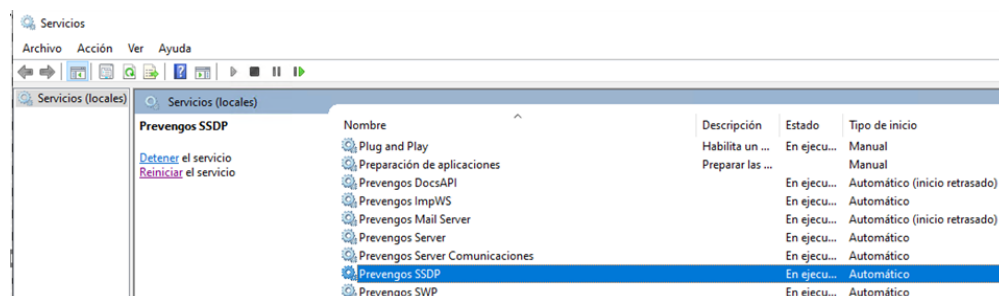 Servicios
Archivo Acción Ver Ayuda
Servicios (locales)
Servicios (locales)
Prevengos SSDP
Detener el servicio
Reiniciar el servicio
Nombre Descripción Estado Tipo de inicio
Plug and Play Habilita un ... En ejecu... Manual
Preparación de aplicaciones Preparar las ... Manual
Prevengos DocsAPI En ejecu... Automático (inicio retrasado)
Prevengos ImpWS En ejecu... Automático
Prevengos Mail Server En ejecu... Automático (inicio retrasado)
Prevengos Server En ejecu... Automático
Prevengos Server Comunicaciones En ejecu... Automático
Prevengos SSDP En ejecu... Automático
Prevengos SWP En ejecu... Automático